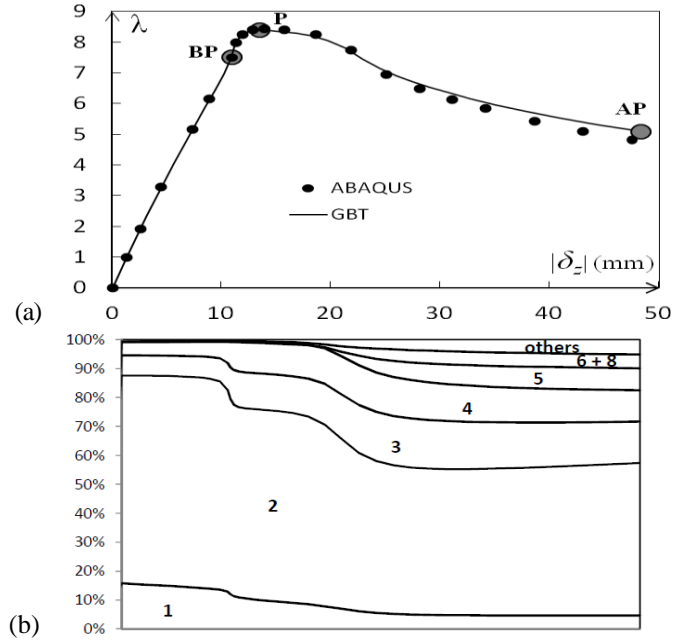 9
λ
P
8
BP
7
6
AP
5
4
ABAQUS
3
GBT
2
1
|δz| (mm)
0
0 10 20 30 40 50
(a)
100%
others
6 + 8
90%
5
80%
4
70%
3
60%
50%
2
40%
30%
20%
10%
1
0%
(b)